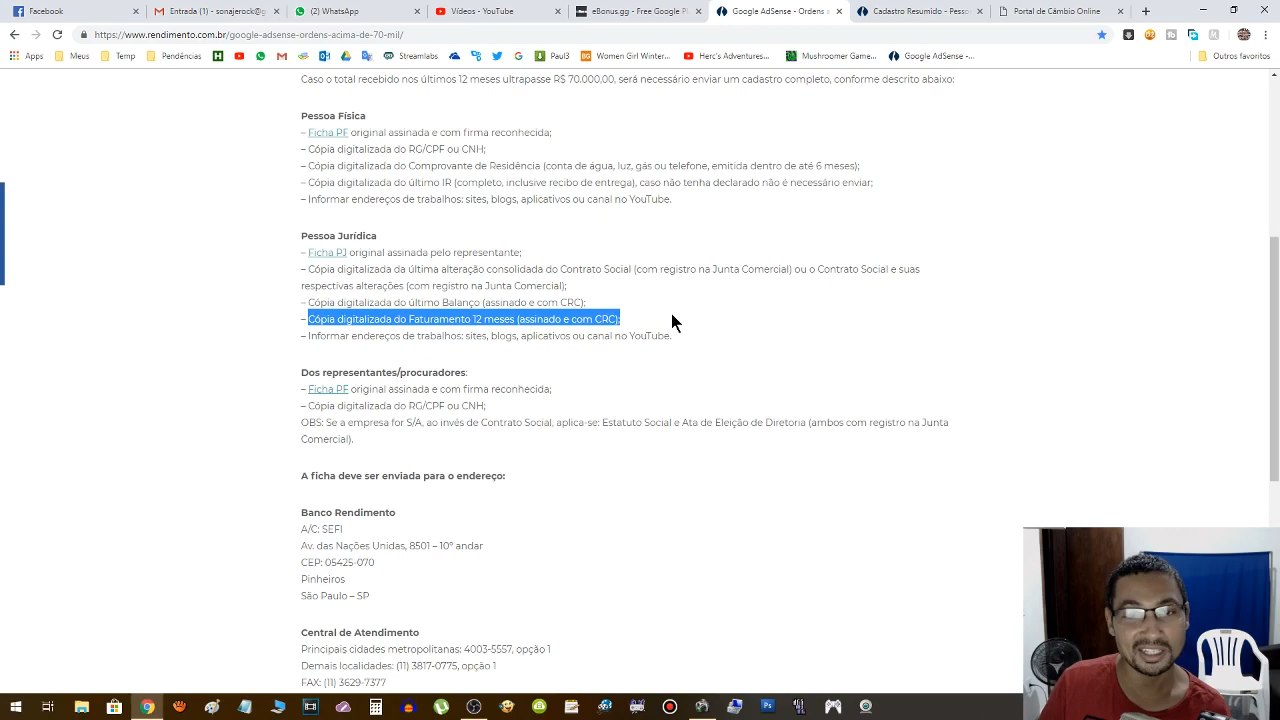 Facebook
Entrada (1) - sonajerock@g
(2) WhatsApp
Vídeos - YouTube
eBonus.gg - Free Google Pl
Google AdSense - Ordens a
Cadastro Resumido - Pesso
Portal de Câmbio Online
https://www.rendimento.com.br/google-adsense-ordens-acima-de-70-mil/
Apps
Meus
Twitch
Pendências
Streamlabs
Paul3
Women Girl Winter...
Herc's Adventures...
Mushroomer Game...
Google AdSense -...
Outros favoritos
Caso o total recebido nos últimos 12 meses ultrapasse R$ 70.000,00, será necessário enviar um cadastro completo, conforme descrito abaixo:
Pessoa Física
– Ficha PF original assinada e com firma reconhecida;
– Cópia digitalizada do RG/CPF ou CNH;
– Cópia digitalizada do Comprovante de Residência (conta de água, luz, gás ou telefone, emitida dentro de até 6 meses);
– Cópia digitalizada do último IR (completo, inclusive recibo de entrega), caso não tenha declarado não é necessário enviar;
– Informar endereços de trabalhos: sites, blogs, aplicativos ou canal no YouTube.
Pessoa Jurídica
– Ficha PJ original assinada pelo representante;
– Cópia digitalizada da última alteração consolidada do Contrato Social (com registro na Junta Comercial) ou o Contrato Social e suas
respectivas alterações (com registro na Junta Comercial);
– Cópia digitalizada do último Balanço (assinado e com CRC);
– Cópia digitalizada do Faturamento 12 meses (assinado e com CRC);
– Informar endereços de trabalhos: sites, blogs, aplicativos ou canal no YouTube.
Dos representantes/procuradores:
– Ficha PF original assinada e com firma reconhecida;
– Cópia digitalizada do RG/CPF ou CNH;
OBS: Se a empresa for S/A, ao invés de Contrato Social, aplica-se: Estatuto Social e Ata de Eleição de Diretoria (ambos com registro na Junta
Comercial).
A ficha deve ser enviada para o endereço:
Banco Rendimento
A/C: SEFI
Av. das Nações Unidas, 8501 – 10º andar
CEP: 05425-070
Pinheiros
São Paulo – SP
Central de Atendimento
Principais cidades metropolitanas: 4003-5557, opção 1
Demais localidades: (11) 3817-0775, opção 1
FAX: (11) 3629-7377